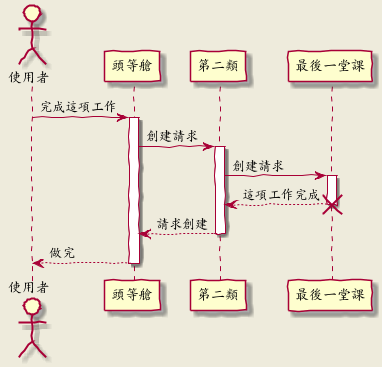 使用者
頭等艙
第二類
最後一堂課
完成這項工作
創建請求
創建請求
這項工作完成
請求創建
做完
使用者
頭等艙
第二類
最後一堂課